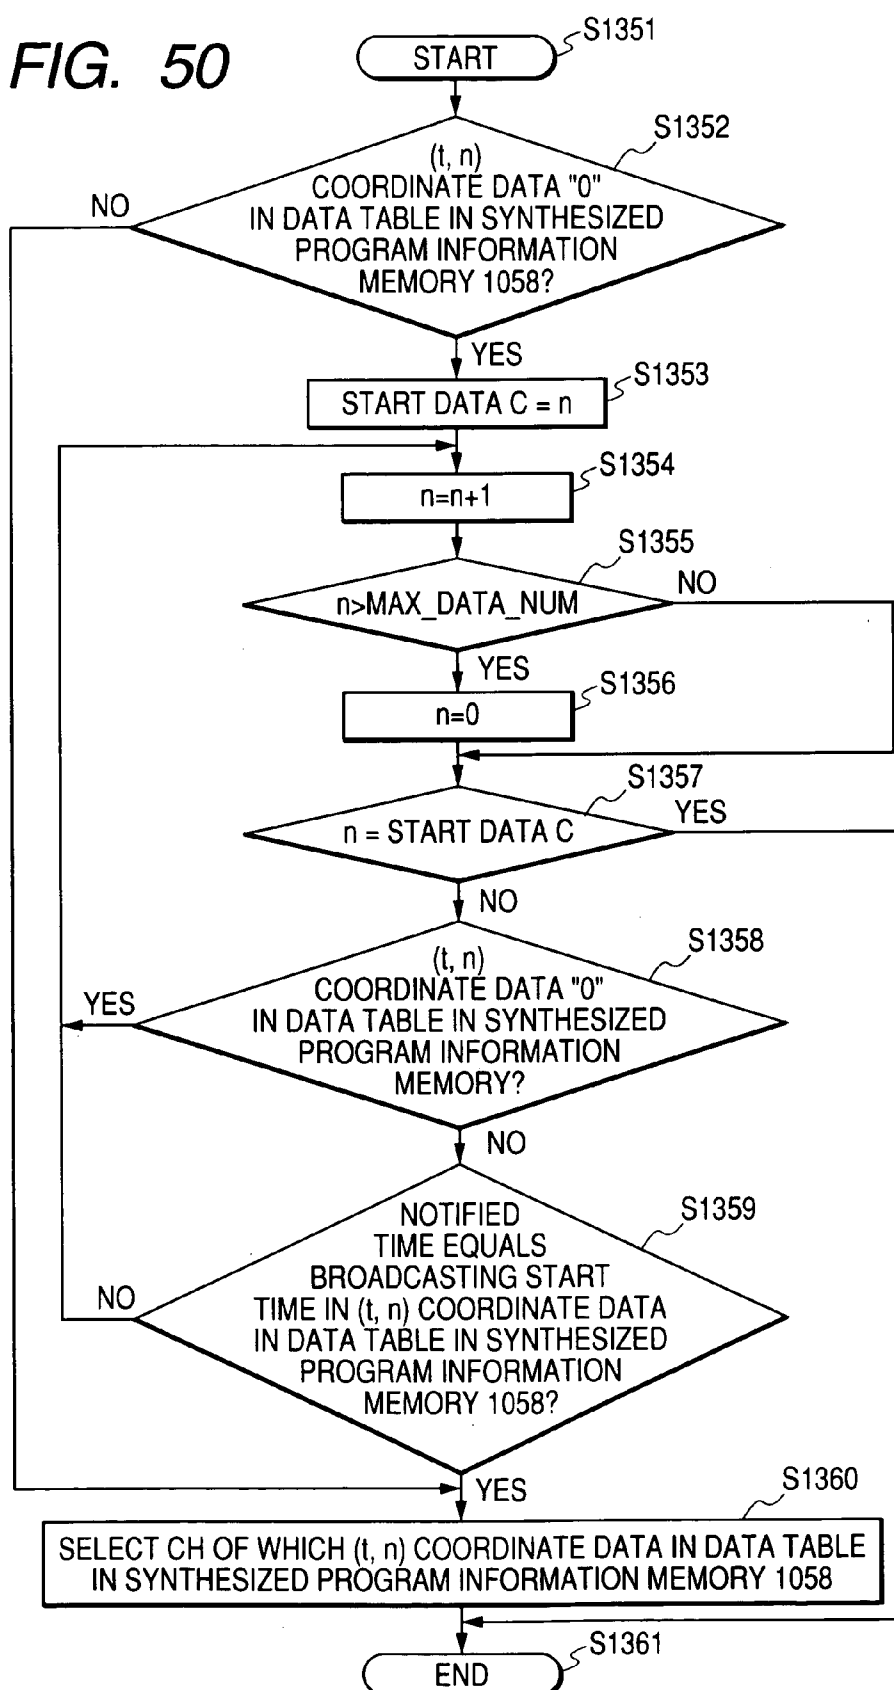 FIG. 50
START
S1351
S1352
(t, n)
COORDINATE DATA "0"
IN DATA TABLE IN SYNTHESIZED
PROGRAM INFORMATION
MEMORY 1058?
NO
YES
S1353
START DATA C = n
S1354
n=n+1
S1355
n>MAX_DATA_NUM
NO
YES
S1356
n=0
S1357
n = START DATA C
YES
NO
S1358
(t, n)
COORDINATE DATA "0"
IN DATA TABLE IN SYNTHESIZED
PROGRAM INFORMATION
MEMORY?
YES
NO
S1359
NOTIFIED
TIME EQUALS
BROADCASTING START
TIME IN (t, n) COORDINATE DATA
IN DATA TABLE IN SYNTHESIZED
PROGRAM INFORMATION
MEMORY 1058?
NO
YES
S1360
SELECT CH OF WHICH (t, n) COORDINATE DATA IN DATA TABLE
IN SYNTHESIZED PROGRAM INFORMATION MEMORY 1058
S1361
END